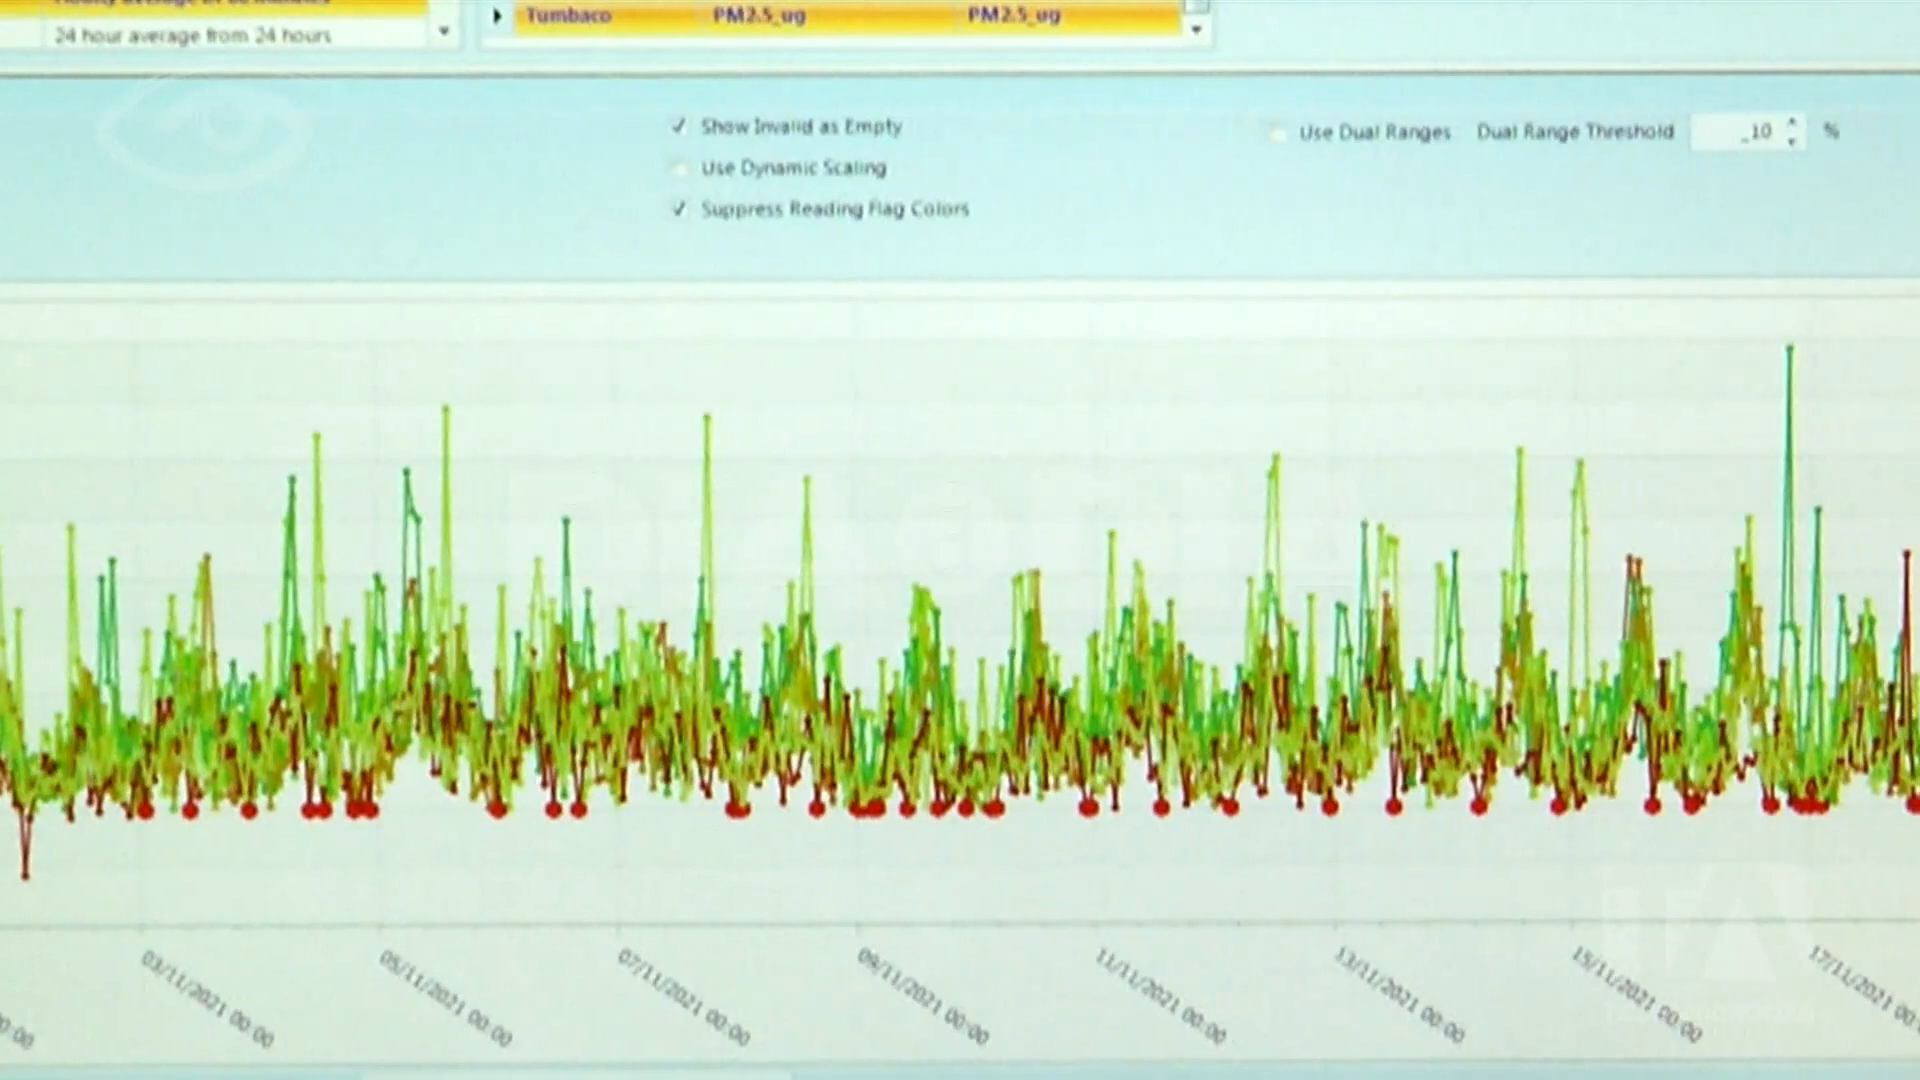 24 hour average from 24 hours
Tumbaco PM2.5_ug PM2.5_ug
Show Invalid as Empty
Use Dynamic Scaling
Suppress Reading Flag Colors
Use Dual Ranges Dual Range Threshold 10 %
03/11/2021 00:00
05/11/2021 00:00
07/11/2021 00:00
09/11/2021 00:00
11/11/2021 00:00
13/11/2021 00:00
15/11/2021 00:00
17/11/2021